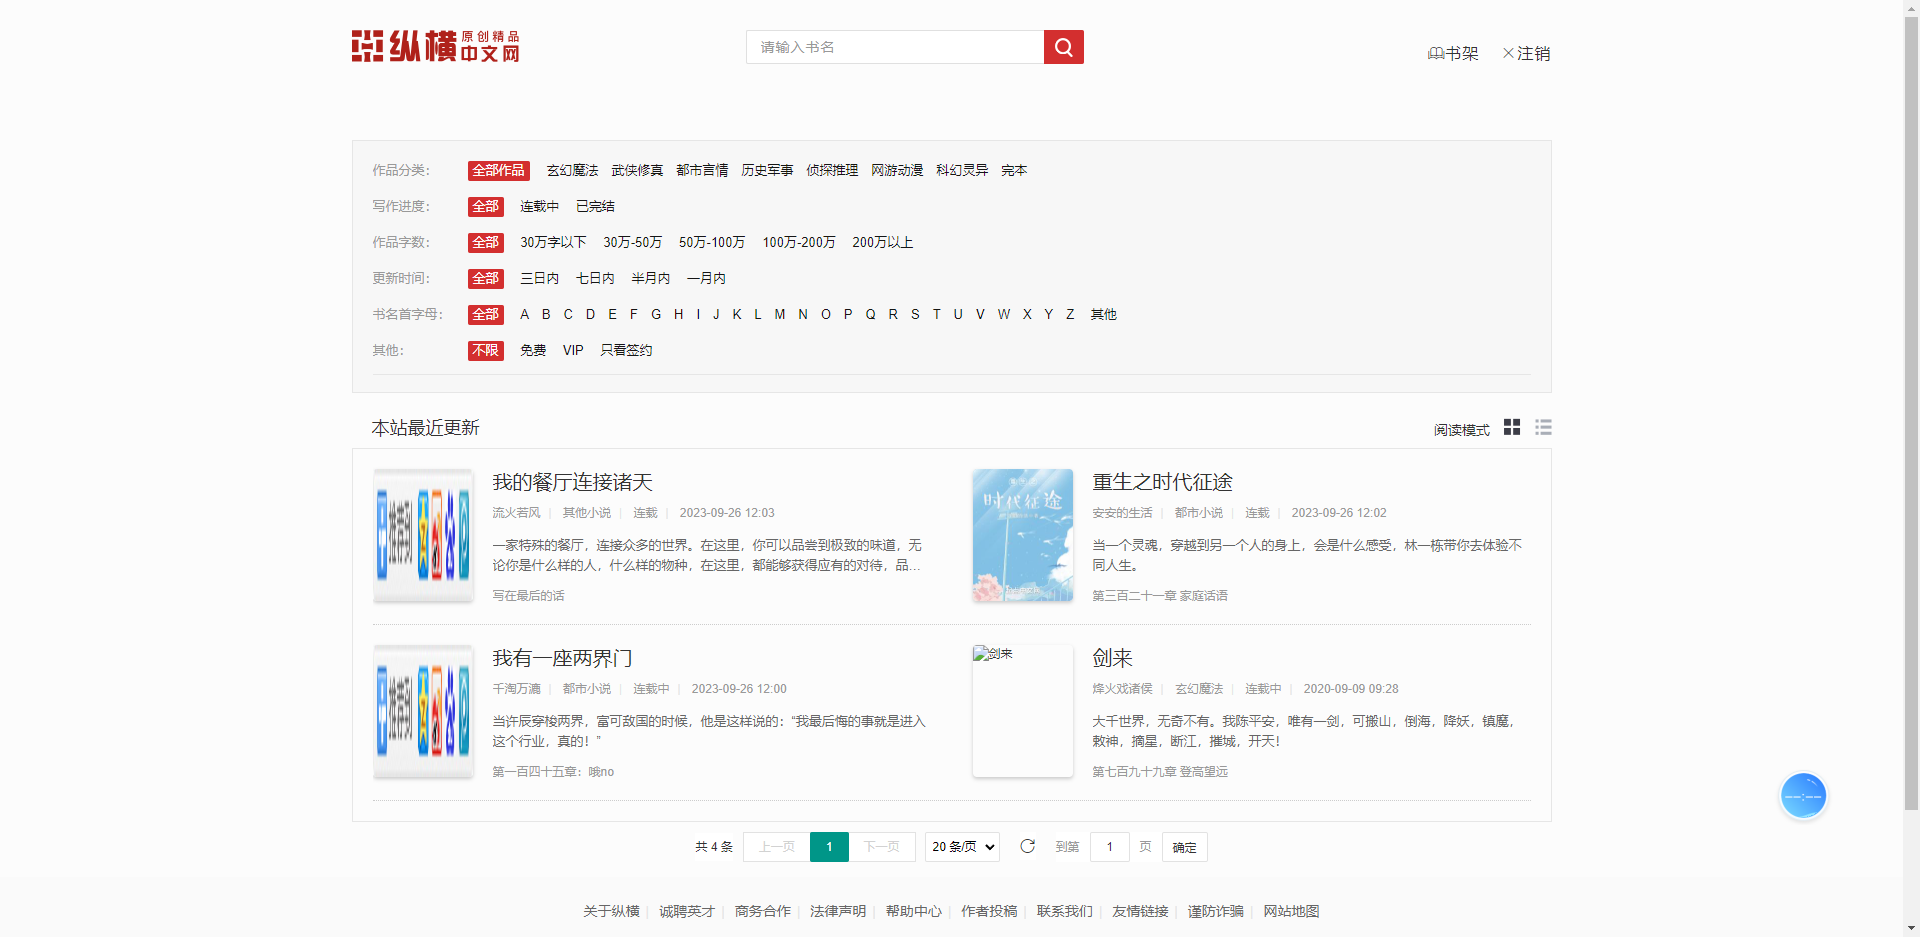 纵横 原创精品 中文网
请输入书名
书架 注销
作品分类： 全部作品 玄幻魔法 武侠修真 都市言情 历史军事 侦探推理 网游动漫 科幻灵异 完本
写作进度： 全部 连载中 已完结
作品字数： 全部 30万字以下 30万-50万 50万-100万 100万-200万 200万以上
更新时间： 全部 三日内 七日内 半月内 一月内
书名首字母： 全部 A B C D E F G H I J K L M N O P Q R S T U V W X Y Z 其他
其他： 不限 免费 VIP 只看签约
本站最近更新
阅读模式
推荐到
我的餐厅连接诸天
流火若风 | 其他小说 | 连载 | 2023-09-26 12:03
一家特殊的餐厅，连接众多的世界。在这里，你可以品尝到极致的味道，无
论你是什么样的人，什么样的物种，在这里，都能够获得应有的对待，品...
写在最后的话
时代征途
重生之时代征途
安安的生活 | 都市小说 | 连载 | 2023-09-26 12:02
当一个灵魂，穿越到另一个人的身上，会是什么感受，林一栋带你去体验不
同人生。
第三百二十一章 家庭话语
推荐到
我有一座两界门
千淘万漉 | 都市小说 | 连载中 | 2023-09-26 12:00
当许辰穿梭两界，富可敌国的时候，他是这样说的：“我最后悔的事就是进入
这个行业，真的！”
第一百四十五章：哦no
剑来
剑来
烽火戏诸侯 | 玄幻魔法 | 连载中 | 2020-09-09 09:28
大千世界，无奇不有。我陈平安，唯有一剑，可搬山，倒海，降妖，镇魔，
敕神，摘星，断江，摧城，开天！
第七百九十九章 登高望远
--:--
共 4 条 上一页 1 下一页 20 条/页 到第 1 页 确定
关于纵横 | 诚聘英才 | 商务合作 | 法律声明 | 帮助中心 | 作者投稿 | 联系我们 | 友情链接 | 谨防诈骗 | 网站地图